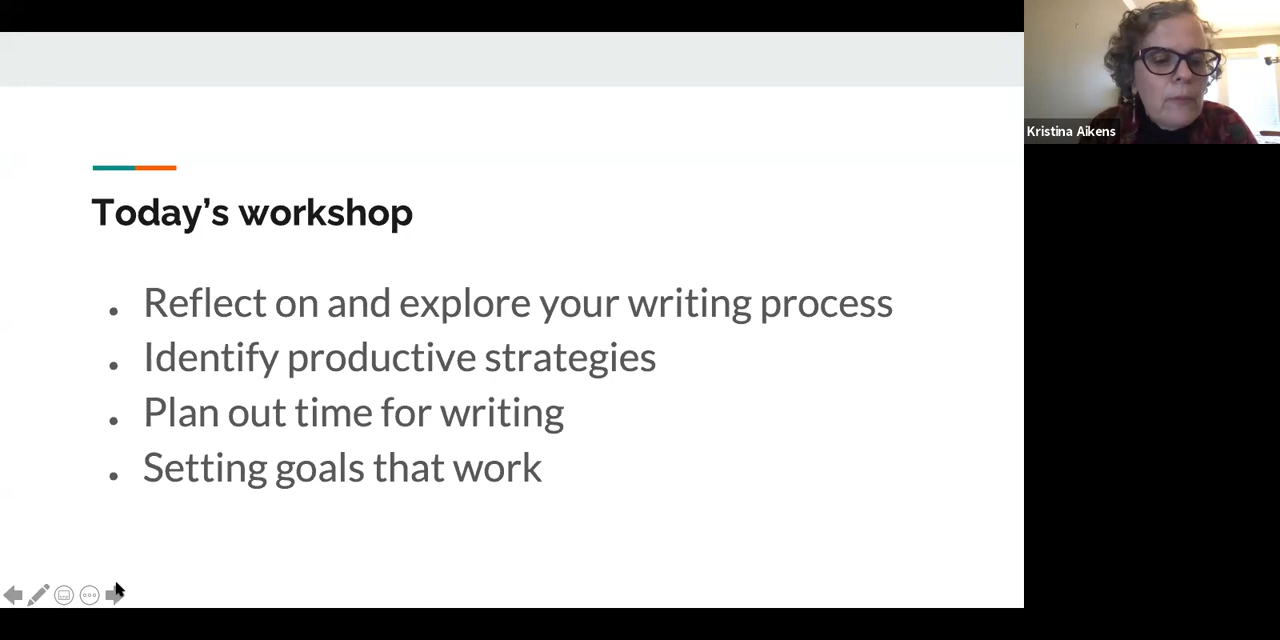 Today’s workshop
Reflect on and explore your writing process
Identify productive strategies
Plan out time for writing
Setting goals that work
Kristina Aikens